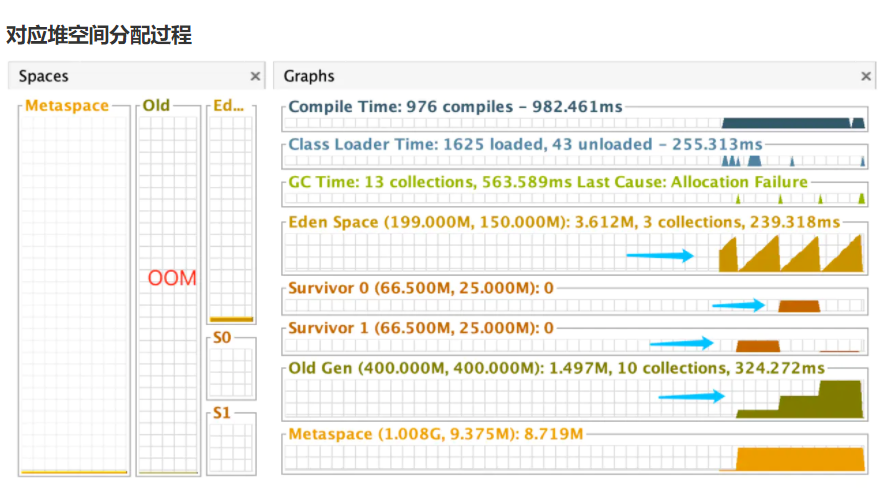 对应堆空间分配过程
Spaces
Graphs
Metaspace
Old
Ed...
OOM
S0
S1
Compile Time: 976 compiles - 982.461ms
Class Loader Time: 1625 loaded, 43 unloaded - 255.313ms
GC Time: 13 collections, 563.589ms Last Cause: Allocation Failure
Eden Space (199.000M, 150.000M): 3.612M, 3 collections, 239.318ms
Survivor 0 (66.500M, 25.000M): 0
Survivor 1 (66.500M, 25.000M): 0
Old Gen (400.000M, 400.000M): 1.497M, 10 collections, 324.272ms
Metaspace (1.008G, 9.375M): 8.719M